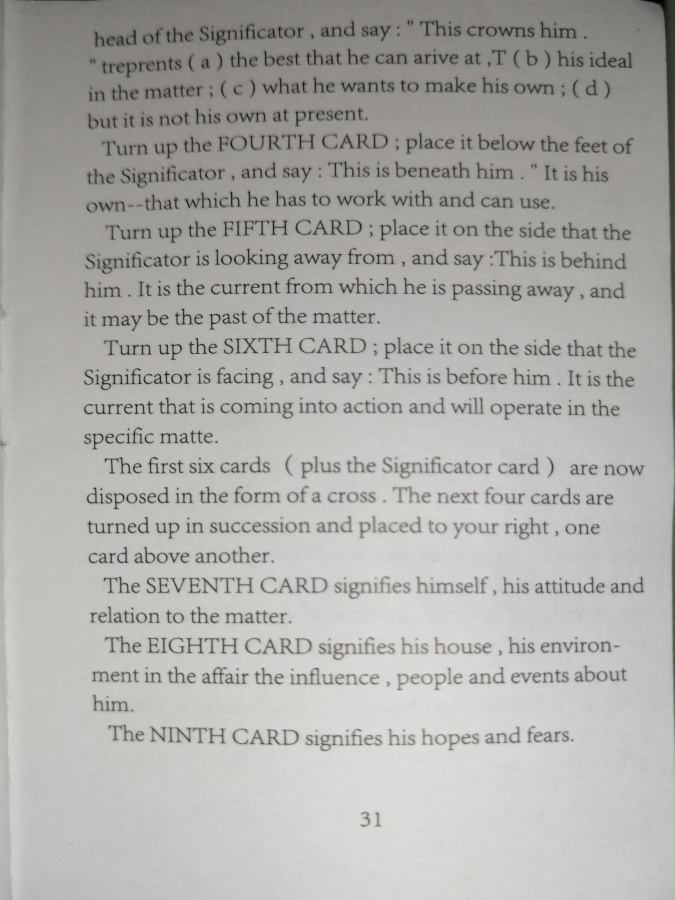 head of the Significator , and say : " This crowns him .
" treprents ( a ) the best that he can arive at ,T ( b ) his ideal
in the matter ; ( c ) what he wants to make his own ; ( d )
but it is not his own at present.
Turn up the FOURTH CARD ; place it below the feet of
the Significator , and say : This is beneath him . " It is his
own--that which he has to work with and can use.
Turn up the FIFTH CARD ; place it on the side that the
Significator is looking away from , and say :This is behind
him . It is the current from which he is passing away , and
it may be the past of the matter.
Turn up the SIXTH CARD ; place it on the side that the
Significator is facing , and say : This is before him . It is the
current that is coming into action and will operate in the
specific matte.
The first six cards ( plus the Significator card ) are now
disposed in the form of a cross . The next four cards are
turned up in succession and placed to your right , one
card above another.
The SEVENTH CARD signifies himself , his attitude and
relation to the matter.
The EIGHTH CARD signifies his house , his environ-
ment in the affair the influence , people and events about
him.
The NINTH CARD signifies his hopes and fears.
31